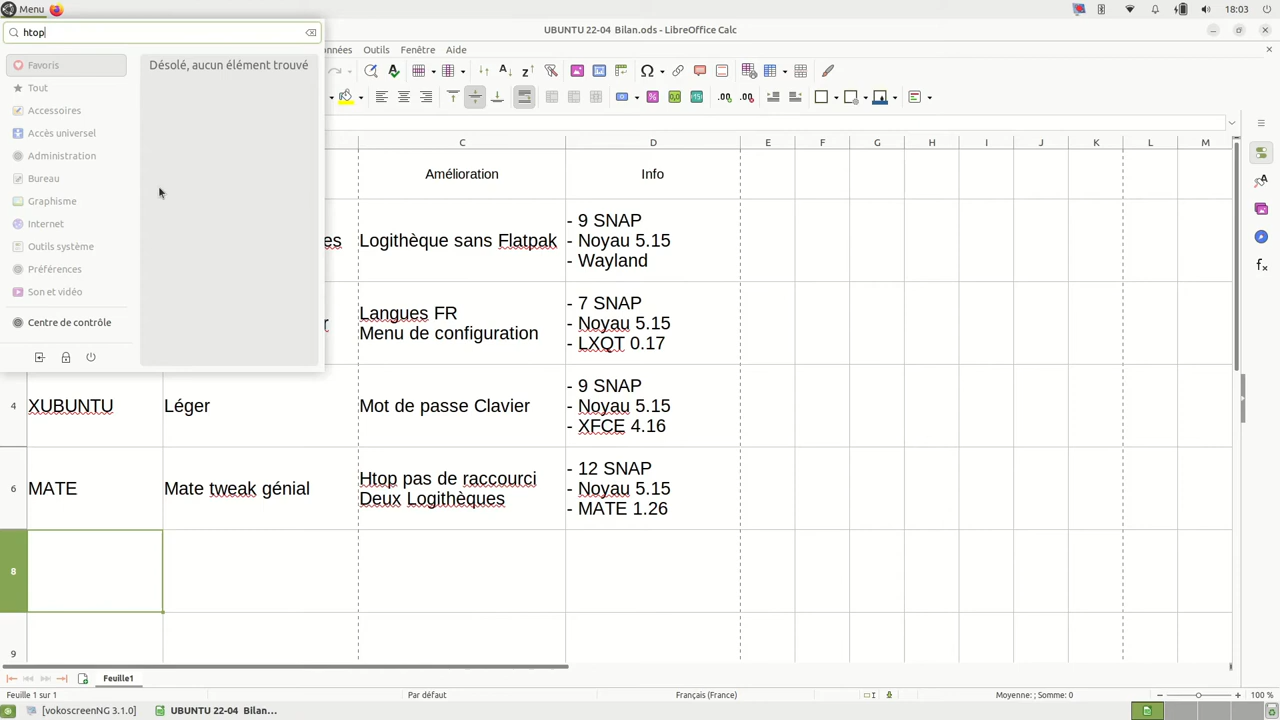 Menu
18:03
htop
UBUNTU 22-04 Bilan.ods - LibreOffice Calc
Outils Fenêtre Aide
Favoris
Tout
Accessoires
Accès universel
Administration
Bureau
Graphisme
Internet
Outils système
Préférences
Son et vidéo
Centre de contrôle
Désolé, aucun élément trouvé
C D E F G H I J K L M
Amélioration Info
Logithèque sans Flatpak
- 9 SNAP
- Noyau 5.15
- Wayland
Langues FR
Menu de configuration
- 7 SNAP
- Noyau 5.15
- LXQT 0.17
4
XUBUNTU
Léger
Mot de passe Clavier
- 9 SNAP
- Noyau 5.15
- XFCE 4.16
6
MATE
Mate tweak génial
Htop pas de raccourci
Deux Logithèques
- 12 SNAP
- Noyau 5.15
- MATE 1.26
8
9
Feuille1
Feuille 1 sur 1
Par défaut
Français (France)
Moyenne: ; Somme: 0
100 %
[vokoscreenNG 3.1.0]
UBUNTU 22-04 Bilan...